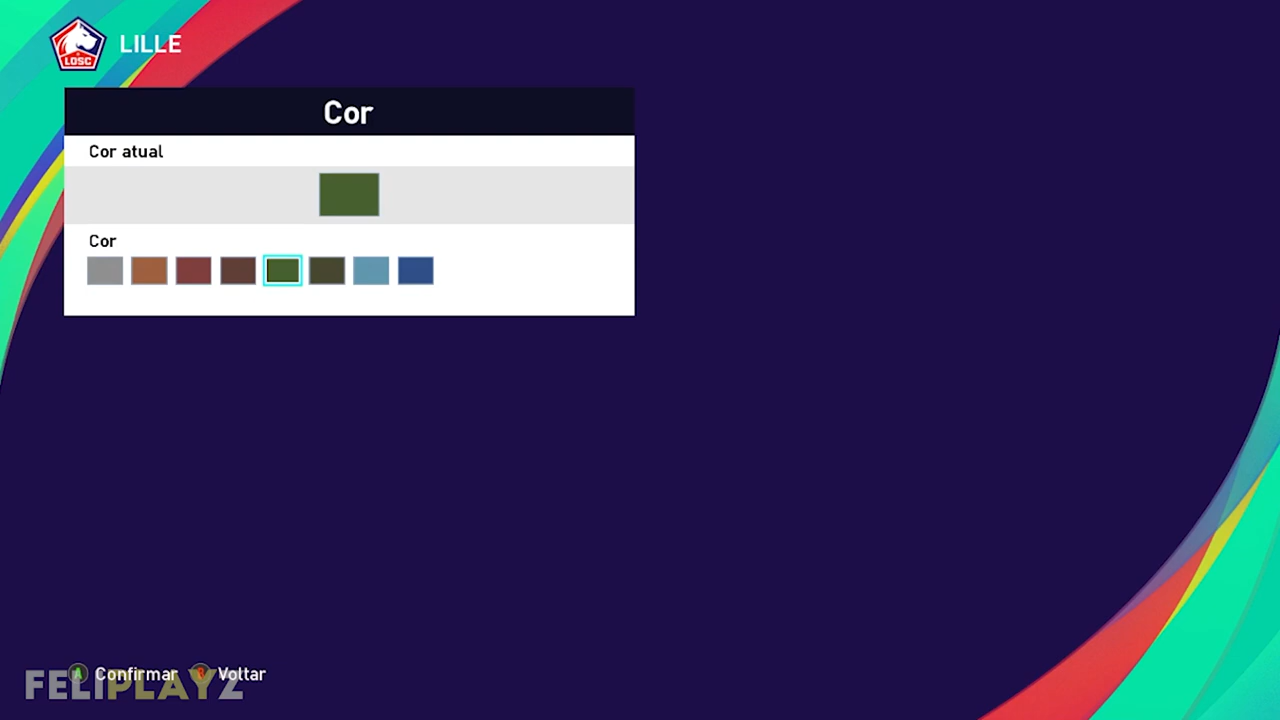 LOSC
LILLE
Cor
Cor atual
Cor
A Confirmar B Voltar
FELIPLAYZ